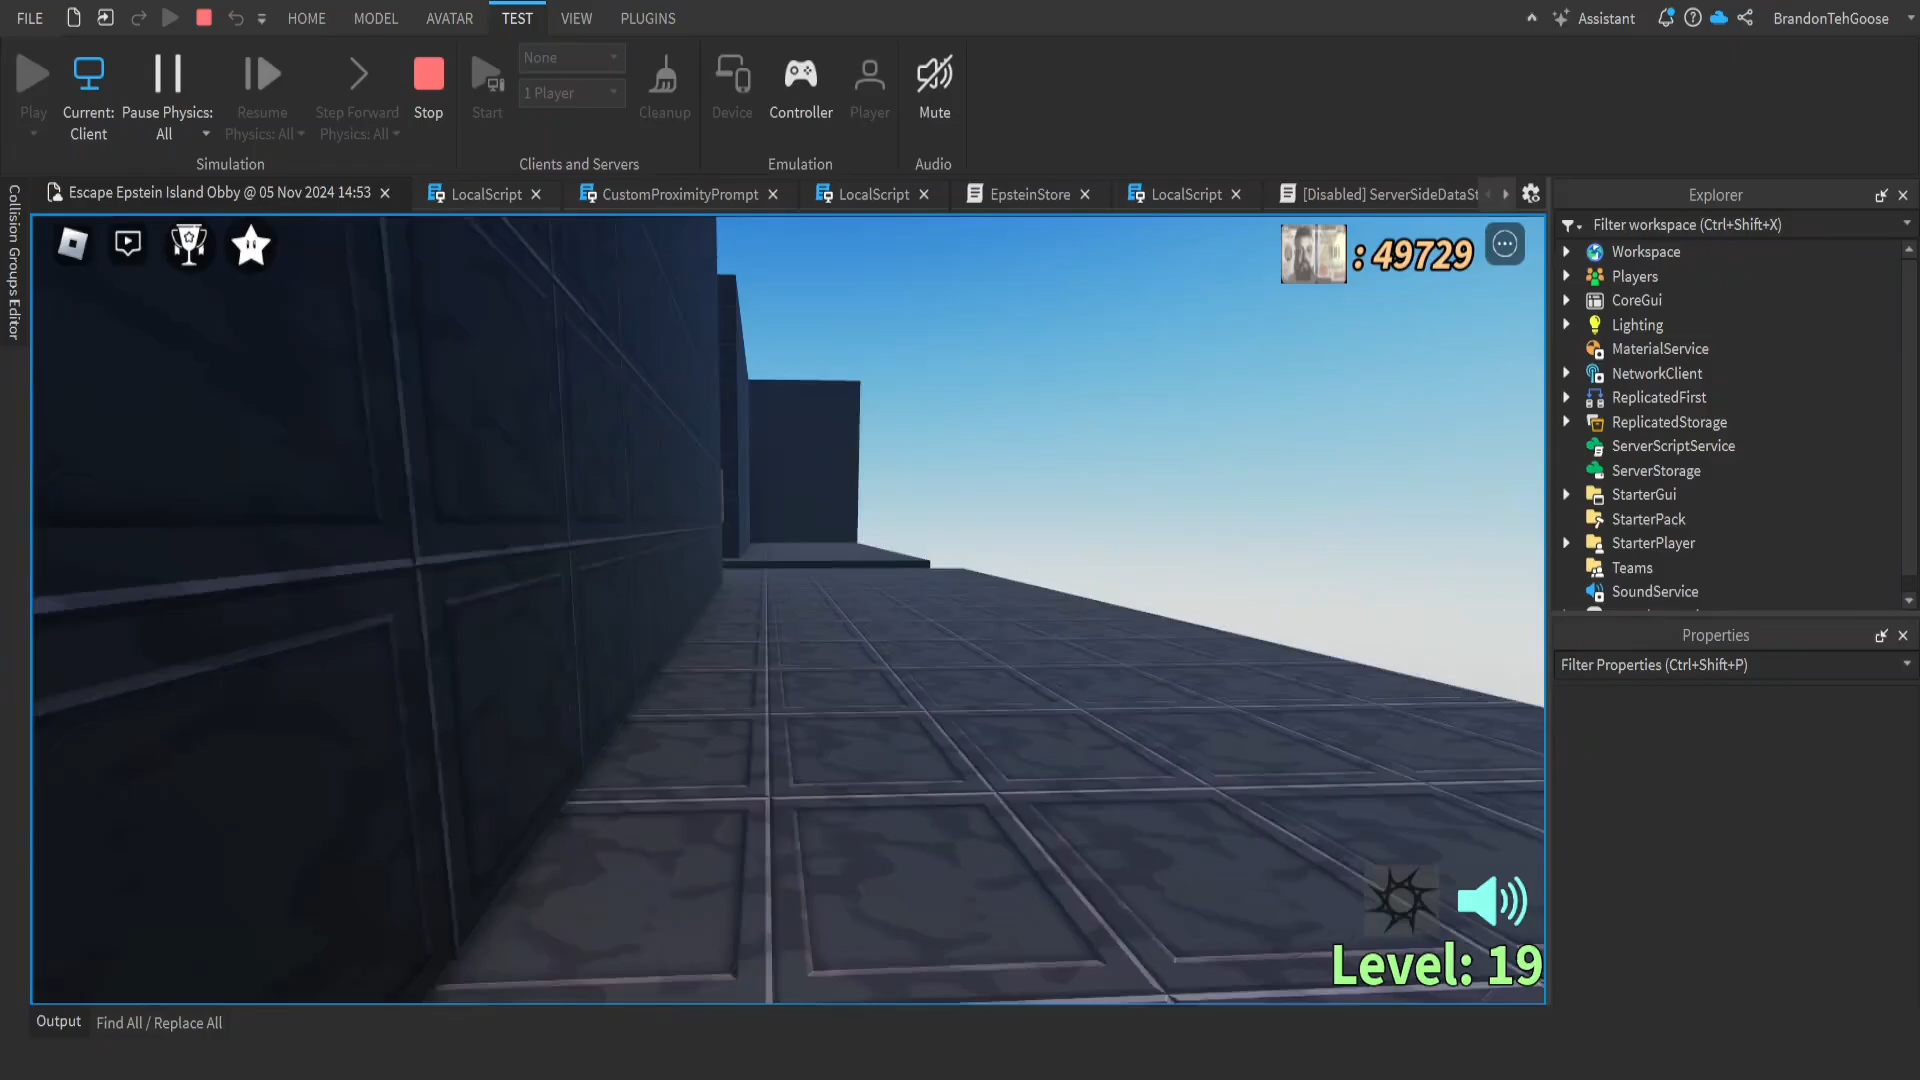 FILE HOME MODEL AVATAR TEST VIEW PLUGINS Assistant BrandonTehGoose
Play
Current: Client
Pause Physics: All
Resume Physics: All
Step Forward Physics: All
Stop
Simulation
Start
None
1 Player
Cleanup
Clients and Servers
Device
Controller
Player
Emulation
Mute
Audio
Collision Groups Editor
Escape Epstein Island Obby @ 05 Nov 2024 14:53
LocalScript
CustomProximityPrompt
LocalScript
EpsteinStore
LocalScript
[Disabled] ServerSideDataSt
: 49729
Level: 19
Explorer
Filter workspace (Ctrl+Shift+X)
Workspace
Players
CoreGui
Lighting
MaterialService
NetworkClient
ReplicatedFirst
ReplicatedStorage
ServerScriptService
ServerStorage
StarterGui
StarterPack
StarterPlayer
Teams
SoundService
Properties
Filter Properties (Ctrl+Shift+P)
Output Find All / Replace All